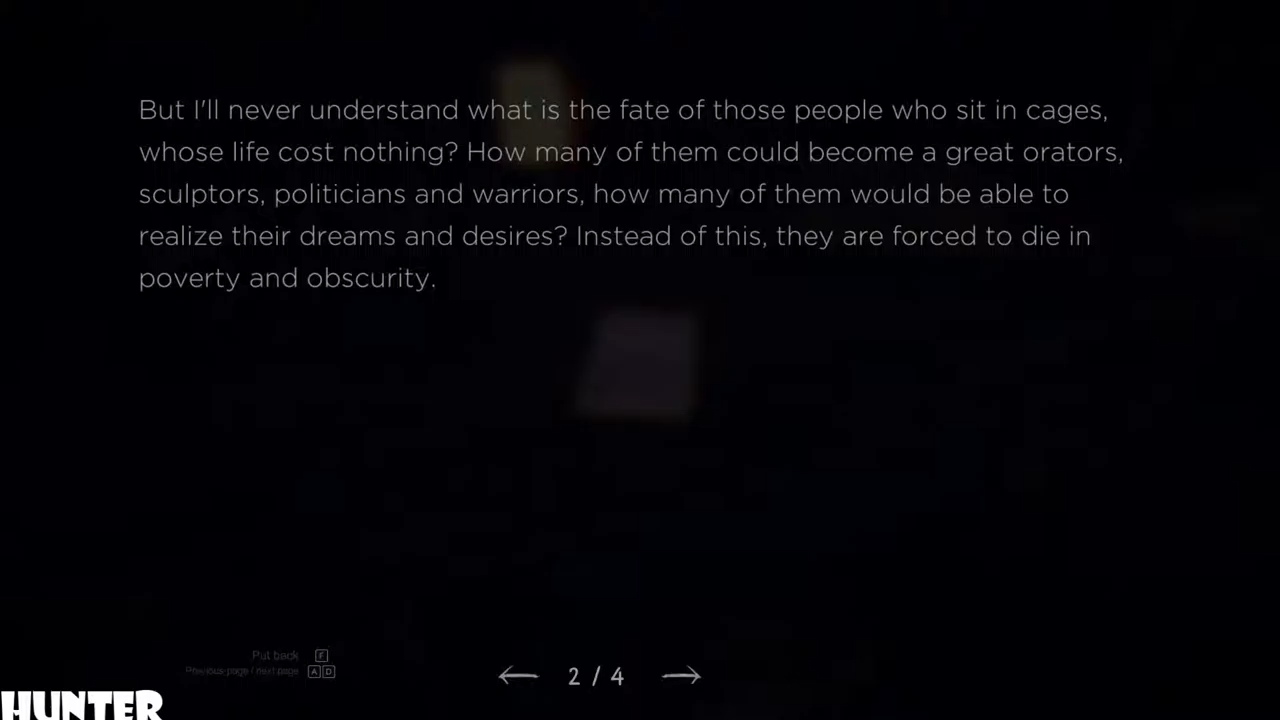 But I'll never understand what is the fate of those people who sit in cages,
whose life cost nothing? How many of them could become a great orators,
sculptors, politicians and warriors, how many of them would be able to
realize their dreams and desires? Instead of this, they are forced to die in
poverty and obscurity.
Put back F
Previous page / next page A D
← 2 / 4 →
HUNTER